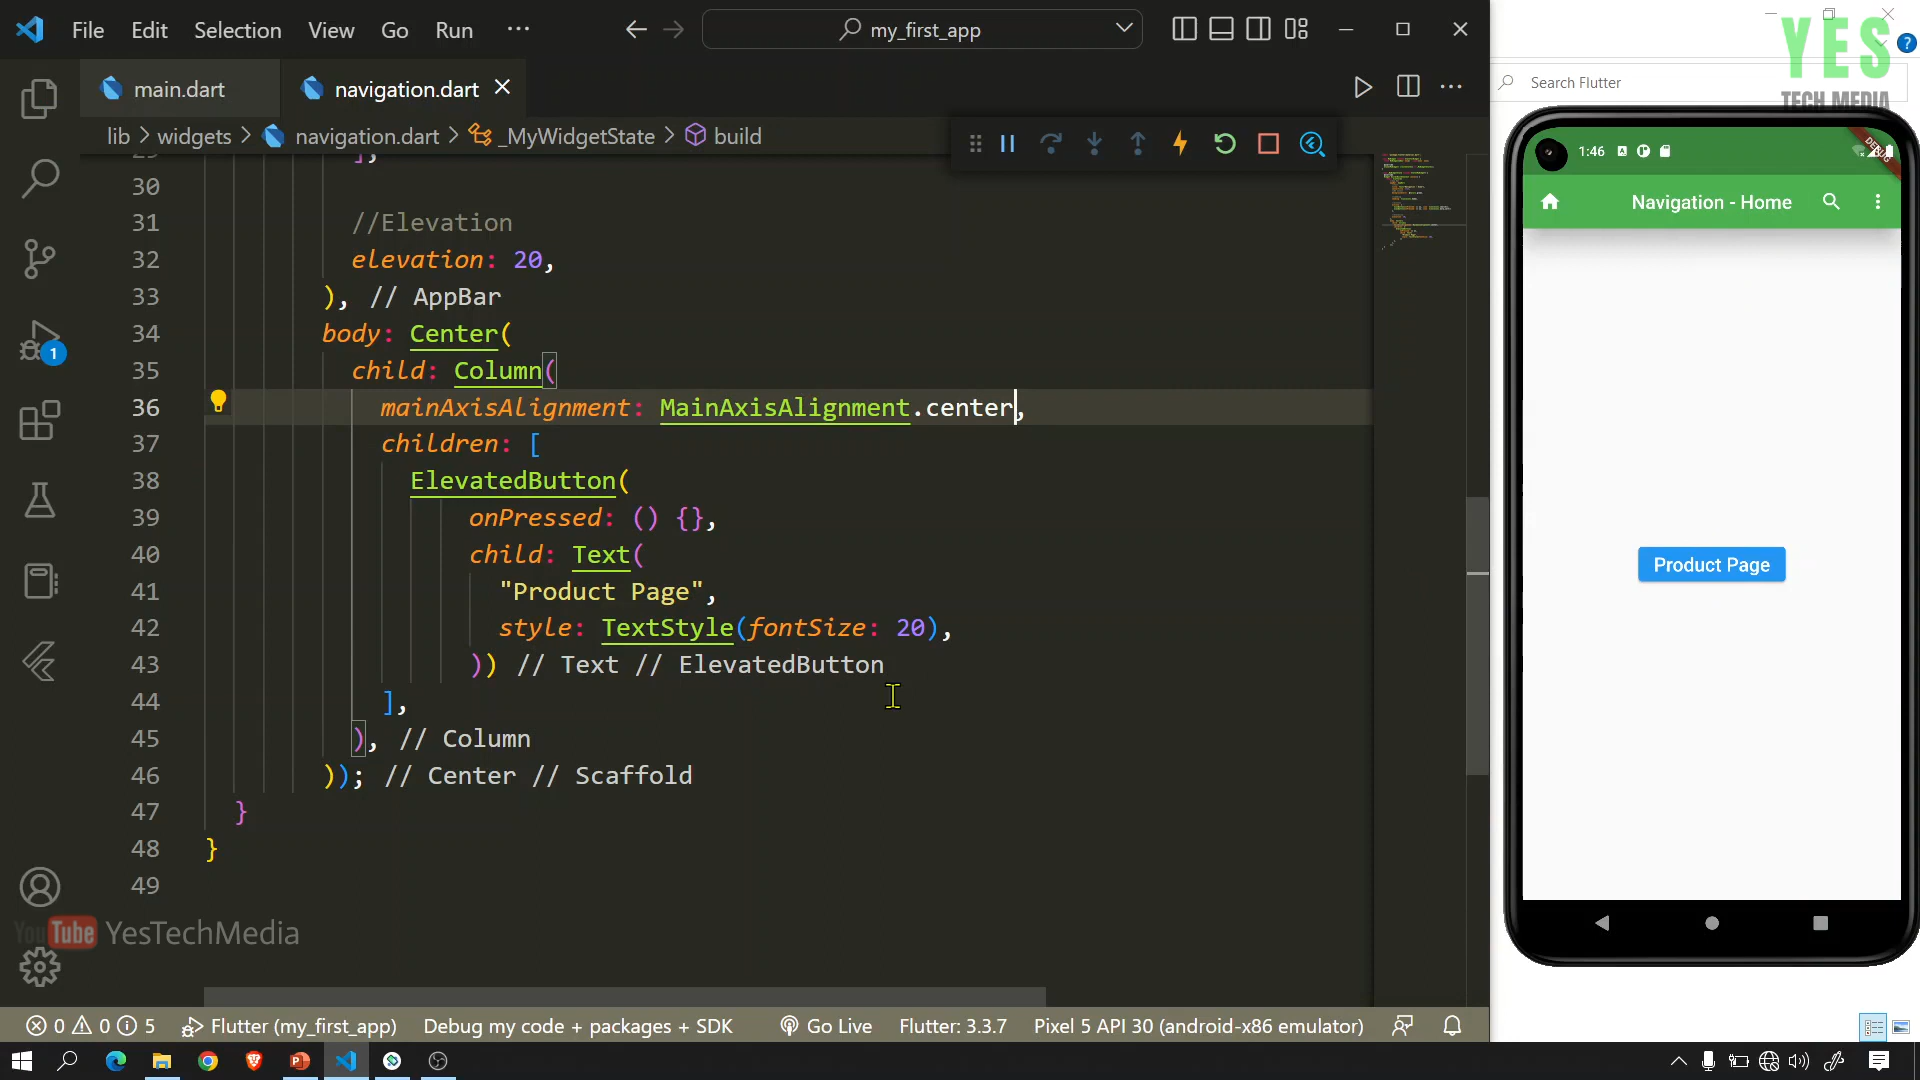 File Edit Selection View Go Run ···
my_first_app
YES
TECH MEDIA
Search Flutter
main.dart
navigation.dart
lib > widgets > navigation.dart > _MyWidgetState > build
30
31 //Elevation
32 elevation: 20,
33 ), // AppBar
34 body: Center(
35 child: Column(
36 mainAxisAlignment: MainAxisAlignment.center,
37 children: [
38 ElevatedButton(
39 onPressed: () {},
40 child: Text(
41 "Product Page",
42 style: TextStyle(fontSize: 20),
43 )) // Text // ElevatedButton
44 ],
45 ), // Column
46 )); // Center // Scaffold
47 }
48 }
49
1
YouTube YesTechMedia
0 0 5 Flutter (my_first_app) Debug my code + packages + SDK Go Live Flutter: 3.3.7 Pixel 5 API 30 (android-x86 emulator)
1:46
DEBUG
Navigation - Home
Product Page